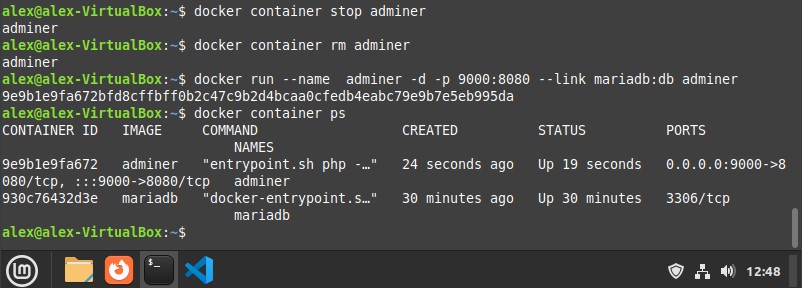 alex@alex-VirtualBox:~$ docker container stop adminer
adminer
alex@alex-VirtualBox:~$ docker container rm adminer
adminer
alex@alex-VirtualBox:~$ docker run --name  adminer -d -p 9000:8080 --link mariadb:db adminer
9e9b1e9fa672bfd8cffbff0b2c47c9b2d4bcaa0cfedb4eabc79e9b7e5eb995da
alex@alex-VirtualBox:~$ docker container ps
CONTAINER ID   IMAGE     COMMAND                  CREATED          STATUS          PORTS
NAMES
9e9b1e9fa672   adminer   "entrypoint.sh php -…"   24 seconds ago   Up 19 seconds   0.0.0.0:9000->8
080/tcp, :::9000->8080/tcp   adminer
930c76432d3e   mariadb   "docker-entrypoint.s…"   30 minutes ago   Up 30 minutes   3306/tcp
mariadb
alex@alex-VirtualBox:~$
$_
12:48